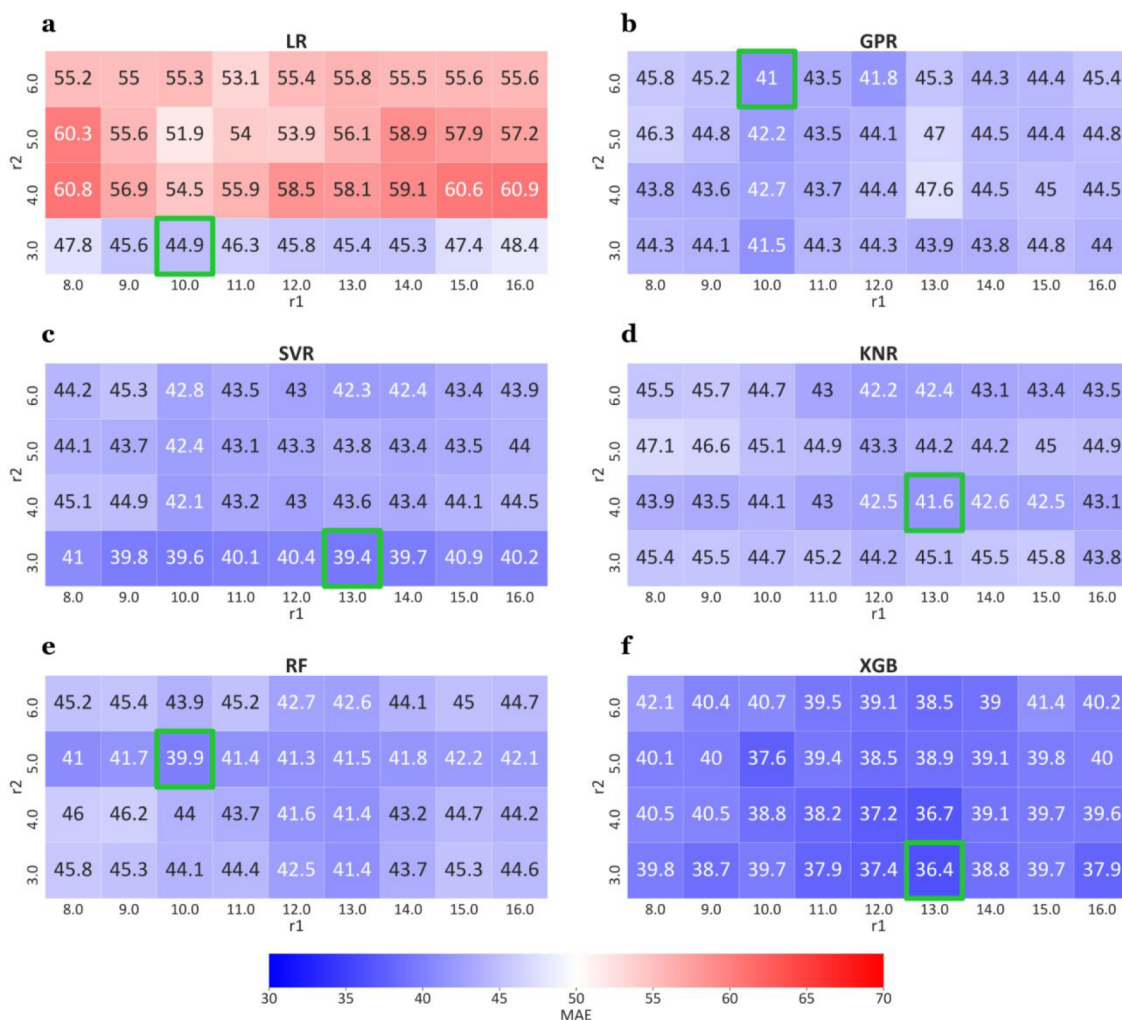 a
LR
6.0 55.2 55 55.3 53.1 55.4 55.8 55.5 55.6 55.6
5.0 60.3 55.6 51.9 54 53.9 56.1 58.9 57.9 57.2
r2
4.0 60.8 56.9 54.5 55.9 58.5 58.1 59.1 60.6 60.9
3.0 47.8 45.6 44.9 46.3 45.8 45.4 45.3 47.4 48.4
8.0 9.0 10.0 11.0 12.0 13.0 14.0 15.0 16.0
r1
b
GPR
6.0 45.8 45.2 41 43.5 41.8 45.3 44.3 44.4 45.4
5.0 46.3 44.8 42.2 43.5 44.1 47 44.5 44.4 44.8
r2
4.0 43.8 43.6 42.7 43.7 44.4 47.6 44.5 45 44.5
3.0 44.3 44.1 41.5 44.3 44.3 43.9 43.8 44.8 44
8.0 9.0 10.0 11.0 12.0 13.0 14.0 15.0 16.0
r1
c
SVR
6.0 44.2 45.3 42.8 43.5 43 42.3 42.4 43.4 43.9
5.0 44.1 43.7 42.4 43.1 43.3 43.8 43.4 43.5 44
r2
4.0 45.1 44.9 42.1 43.2 43 43.6 43.4 44.1 44.5
3.0 41 39.8 39.6 40.1 40.4 39.4 39.7 40.9 40.2
8.0 9.0 10.0 11.0 12.0 13.0 14.0 15.0 16.0
r1
d
KNR
6.0 45.5 45.7 44.7 43 42.2 42.4 43.1 43.4 43.5
5.0 47.1 46.6 45.1 44.9 43.3 44.2 44.2 45 44.9
r2
4.0 43.9 43.5 44.1 43 42.5 41.6 42.6 42.5 43.1
3.0 45.4 45.5 44.7 45.2 44.2 45.1 45.5 45.8 43.8
8.0 9.0 10.0 11.0 12.0 13.0 14.0 15.0 16.0
r1
e
RF
6.0 45.2 45.4 43.9 45.2 42.7 42.6 44.1 45 44.7
5.0 41 41.7 39.9 41.4 41.3 41.5 41.8 42.2 42.1
r2
4.0 46 46.2 44 43.7 41.6 41.4 43.2 44.7 44.2
3.0 45.8 45.3 44.1 44.4 42.5 41.4 43.7 45.3 44.6
8.0 9.0 10.0 11.0 12.0 13.0 14.0 15.0 16.0
r1
f
XGB
6.0 42.1 40.4 40.7 39.5 39.1 38.5 39 41.4 40.2
5.0 40.1 40 37.6 39.4 38.5 38.9 39.1 39.8 40
r2
4.0 40.5 40.5 38.8 38.2 37.2 36.7 39.1 39.7 39.6
3.0 39.8 38.7 39.7 37.9 37.4 36.4 38.8 39.7 37.9
8.0 9.0 10.0 11.0 12.0 13.0 14.0 15.0 16.0
r1
30 35 40 45 50 55 60 65 70
MAE